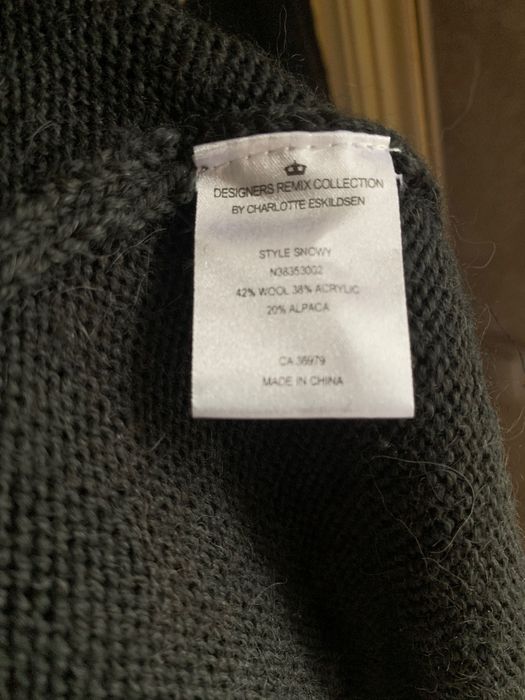 DESIGNERS REMIX COLLECTION
BY CHARLOTTE ESKILDSEN
STYLE SNOWY
N38353002
42% WOOL 38% ACRYLIC
20% ALPACA
CA 36979
MADE IN CHINA